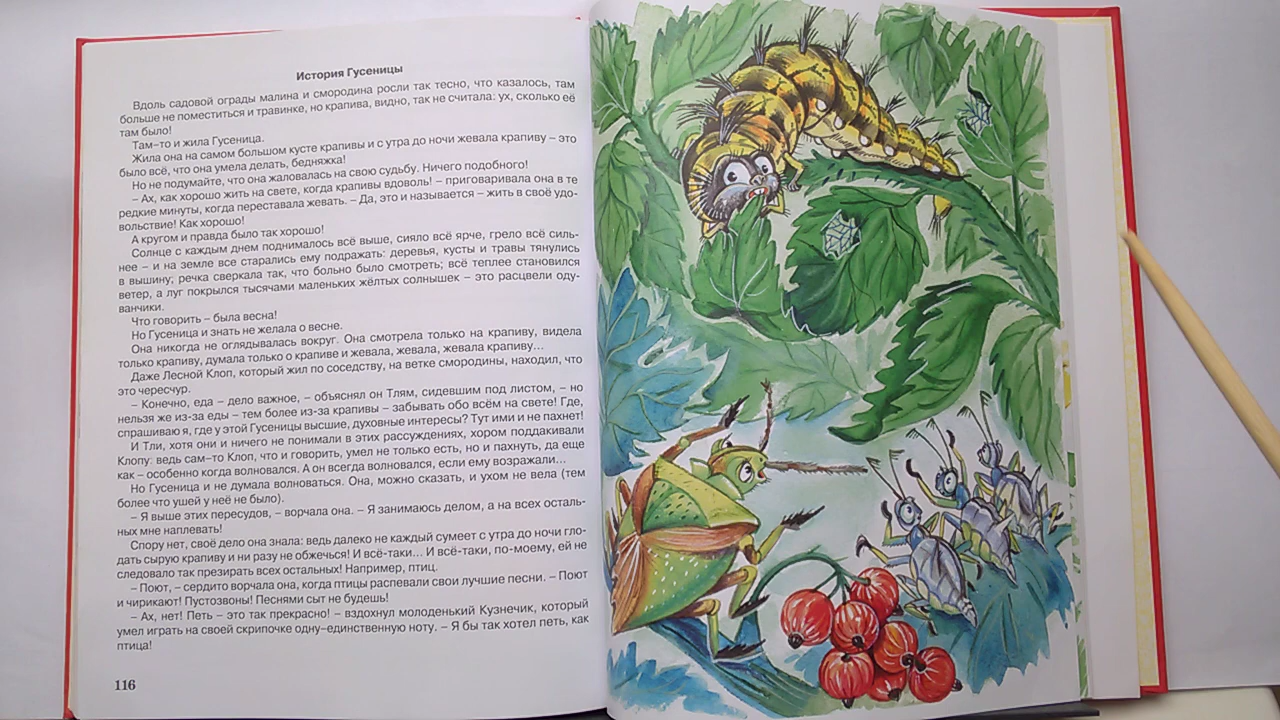 История Гусеницы
Вдоль садовой ограды малина и смородина росли так тесно, что казалось, там
больше не поместиться и травинке, но крапива, видно, так не считала: ух, сколько её
там было!
Там–то и жила Гусеница.
Жила она на самом большом кусте крапивы и с утра до ночи жевала крапиву – это
было всё, что она умела делать, бедняжка!
Но не подумайте, что она жаловалась на свою судьбу. Ничего подобного!
– Ах, как хорошо жить на свете, когда крапивы вдоволь! – приговаривала она в те
редкие минуты, когда переставала жевать. – Да, это и называется – жить в своё удо-
вольствие! Как хорошо!
А кругом и правда было так хорошо!
Солнце с каждым днем поднималось всё выше, сияло всё ярче, грело всё силь-
нее – и на земле все старались ему подражать: деревья, кусты и травы тянулись
в вышину; речка сверкала так, что больно было смотреть; всё теплее становился
ветер, а луг покрылся тысячами маленьких жёлтых солнышек – это расцвели оду-
ванчики.
Что говорить – была весна!
Но Гусеница и знать не желала о весне.
Она никогда не оглядывалась вокруг. Она смотрела только на крапиву, видела
только крапиву, думала только о крапиве и жевала, жевала, жевала крапиву...
Даже Лесной Клоп, который жил по соседству, на ветке смородины, находил, что
это чересчур.
– Конечно, еда – дело важное, – объяснял он Тлям, сидевшим под листом, – но
нельзя же из-за еды – тем более из-за крапивы – забывать обо всём на свете! Где,
спрашиваю я, где у этой Гусеницы высшие, духовные интересы? Тут ими и не пахнет!
И Тли, хотя они и ничего не понимали в этих рассуждениях, хором поддакивали
Клопу: ведь сам–то Клоп, что и говорить, умел не только есть, но и пахнуть, да еще
как – особенно когда волновался. А он всегда волновался, если ему возражали...
Но Гусеница и не думала волноваться. Она, можно сказать, и ухом не вела (тем
более что ушей у неё не было).
– Я выше этих пересудов, – ворчала она. – Я занимаюсь делом, а на всех осталь-
ных мне наплевать!
Спору нет, своё дело она знала: ведь далеко не каждый сумеет с утра до ночи гло-
дать сырую крапиву и ни разу не обжечься! И всё-таки... И всё-таки, по-моему, ей не
следовало так презирать всех остальных! Например, птиц.
– Поют, – сердито ворчала она, когда птицы распевали свои лучшие песни. – Поют
и чирикают! Пустозвоны! Песнями сыт не будешь!
– Ах, нет! Петь – это так прекрасно! – вздохнул молоденький Кузнечик, который
умел играть на своей скрипочке одну–единственную ноту. – Я бы так хотел петь, как
птица!
116